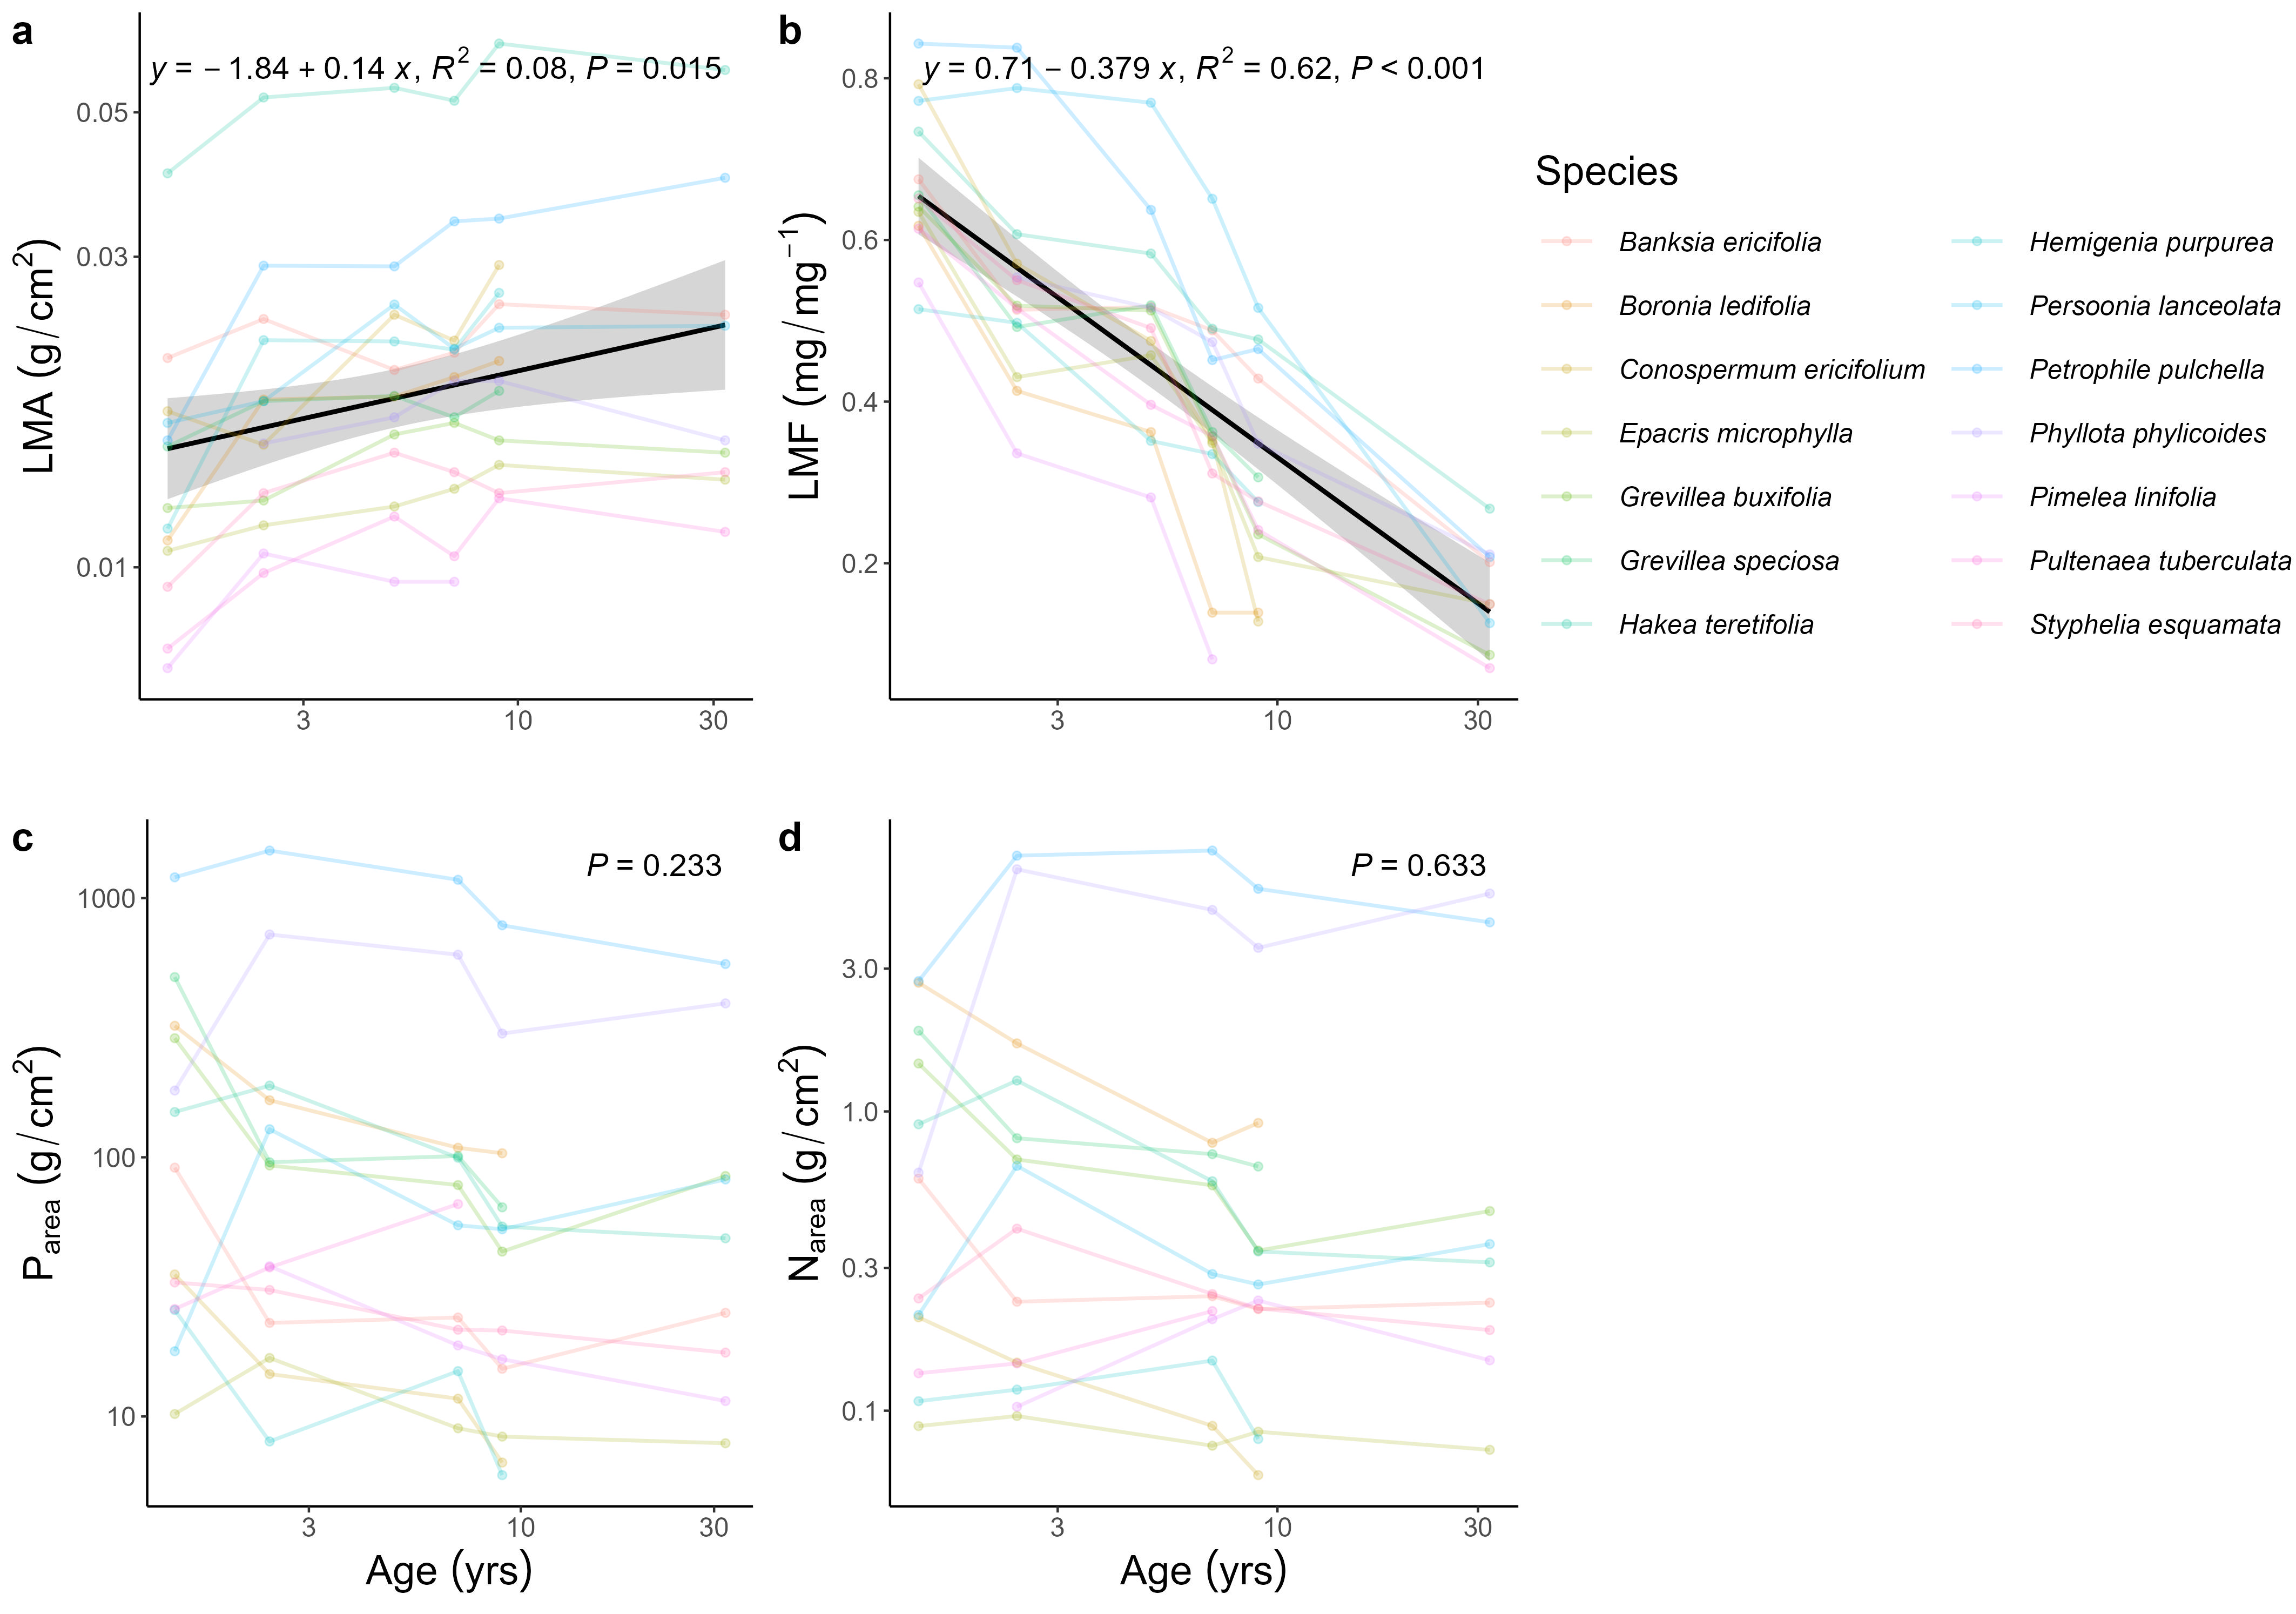 a
y = − 1.84 + 0.14 x, R² = 0.08, P = 0.015
LMA (g/cm²)
0.05
0.03
0.01
3 10 30
b
y = 0.71 − 0.379 x, R² = 0.62, P < 0.001
LMF (mg/mg⁻¹)
0.8
0.6
0.4
0.2
3 10 30
Species
Banksia ericifolia
Boronia ledifolia
Conospermum ericifolium
Epacris microphylla
Grevillea buxifolia
Grevillea speciosa
Hakea teretifolia
Hemigenia purpurea
Persoonia lanceolata
Petrophile pulchella
Phyllota phylicoides
Pimelea linifolia
Pultenaea tuberculata
Styphelia esquamata
c
P = 0.233
P area (g/cm²)
1000
100
10
3 10 30
Age (yrs)
d
P = 0.633
N area (g/cm²)
3.0
1.0
0.3
0.1
3 10 30
Age (yrs)